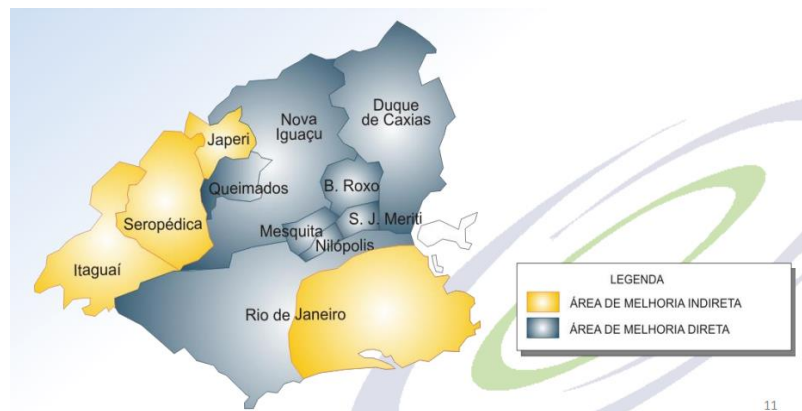 Nova
Iguaçu
Duque
de Caxias
Japeri
Queimados
B. Roxo
Seropédica
Mesquita
S. J. Meriti
Nilópolis
Itaguaí
Rio de Janeiro
LEGENDA
ÁREA DE MELHORIA INDIRETA
ÁREA DE MELHORIA DIRETA
11